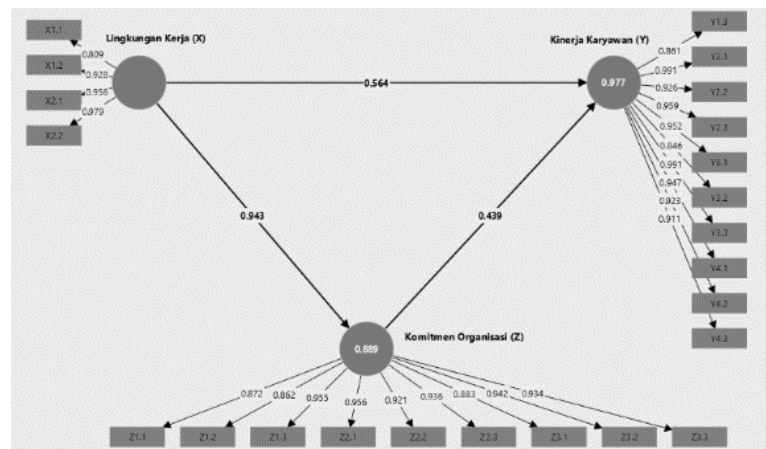 Lingkungan Kerja (X)
Kinerja Karyawan (Y)
X1.1
X1.2
X2.1
X2.2
0.809
0.928
0.956
0.979
0.564
0.977
Y1.3
Y2.1
Y2.2
Y2.3
Y3.1
Y3.2
Y3.3
Y4.1
Y4.2
Y4.3
0.861
0.991
0.926
0.959
0.952
0.846
0.991
0.947
0.923
0.911
0.943
0.439
Komitmen Organisasi (Z)
0.889
0.872
0.862
0.955
0.956
0.921
0.936
0.883
0.942
0.934
Z1.1
Z1.2
Z1.3
Z2.1
Z2.2
Z2.3
Z3.1
Z3.2
Z3.3